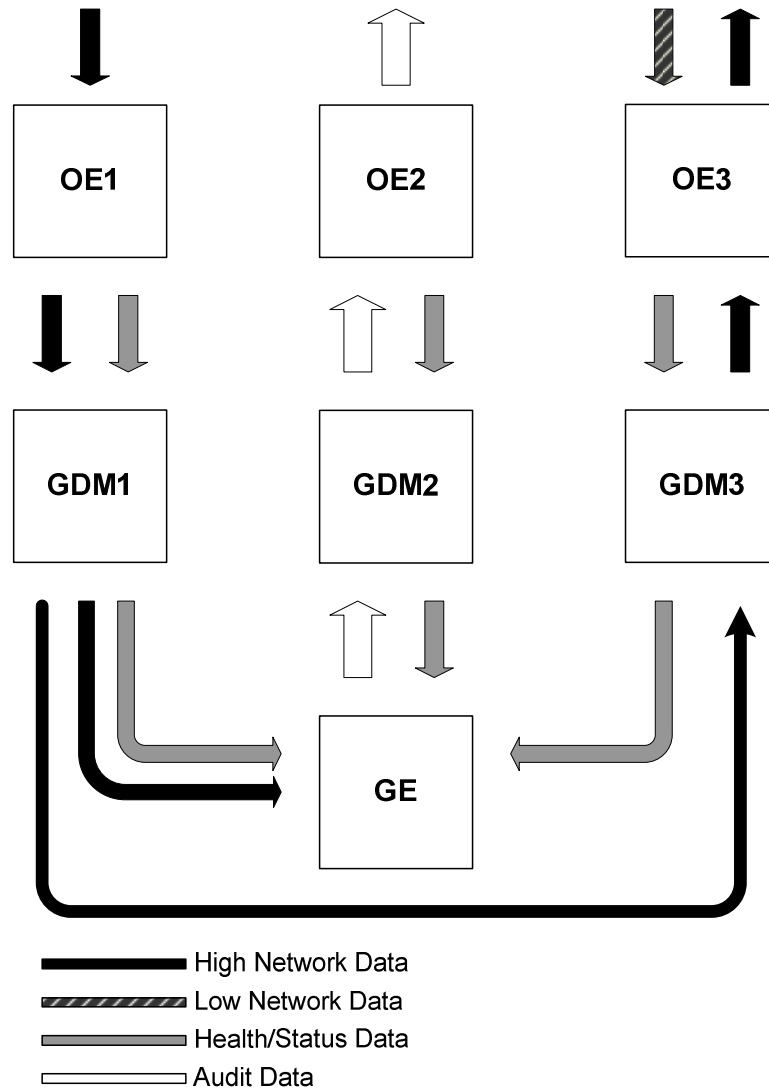 OE1
OE2
OE3
GDM1
GDM2
GDM3
GE
High Network Data
Low Network Data
Health/Status Data
Audit Data